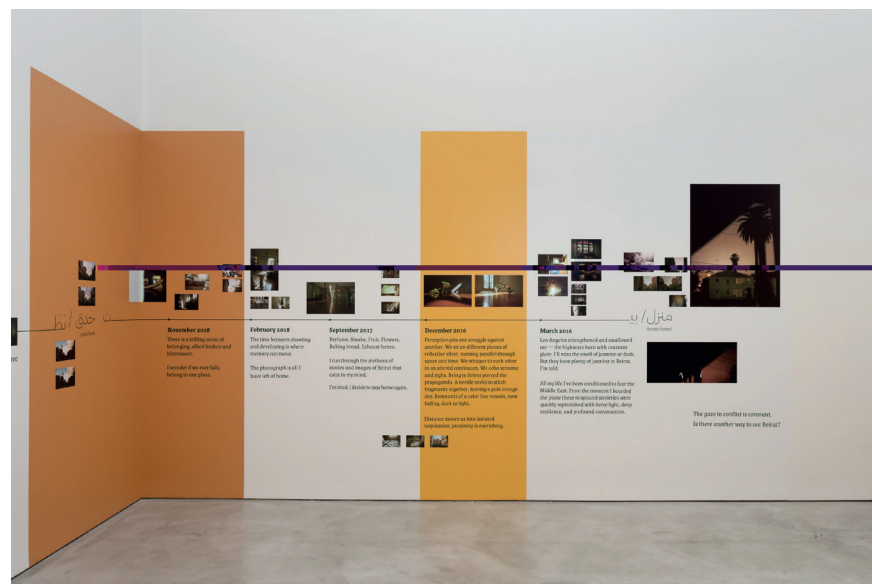 November 2018
There is a telling sense of
belonging, albeit broken and
bittersweet.
I wonder if we ever fully
belong to one place.
February 2018
The time between shooting
and developing is where
memory can move.
The photograph is all I
have left of home.
September 2017
Perfume. Smoke. Fruit. Flowers.
Baking bread. Exhaust fumes.
I ran through the plethora of
stories and images of Beirut that
exist in my mind.
I'm tired. I decide to stay home again.
December 2016
Perception pins one struggle against
another. We sit on different planes of
reflective silver, running parallel through
space and time. We whisper to each other
in an altered continuum. We echo screams
and sighs. Being in Beirut pierced the
propaganda. A needle seeks to stitch
fragments together, leaving a pale orange
Remnants of a color line remain, now
fading, dark to light.
Distance moves us into isolated
proximity is everything.
March 2016
Los Angeles atmosphered and swallowed
me — the highways burn with constant
glare. I'll miss the smell of jasmine at dusk.
But they have plenty of jasmine in Beirut,
I'm told.
All my life I've been conditioned to fear the
Middle East. From the moment I boarded
the plane these misplaced anxieties were
quickly replenished with fierce light, deep
resilience, and profound conversation.
The gaze in conflict is constant.
Is there another way to see Beirut?
منزل / بي